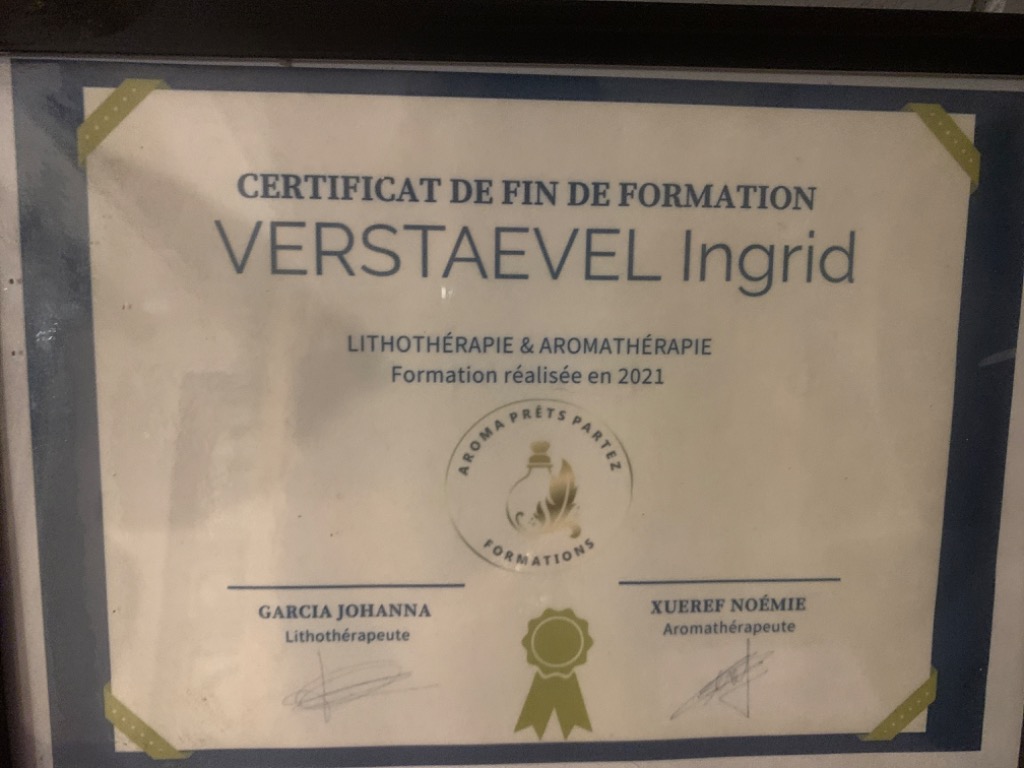 CERTIFICAT DE FIN DE FORMATION
VERSTAEVEL Ingrid
LITHOTHÉRAPIE & AROMATHÉRAPIE
Formation réalisée en 2021
AROMA PRÊTS PARTEZ
FORMATIONS
GARCIA JOHANNA
Lithothérapeute
XUEREF NOÉMIE
Aromathérapeute